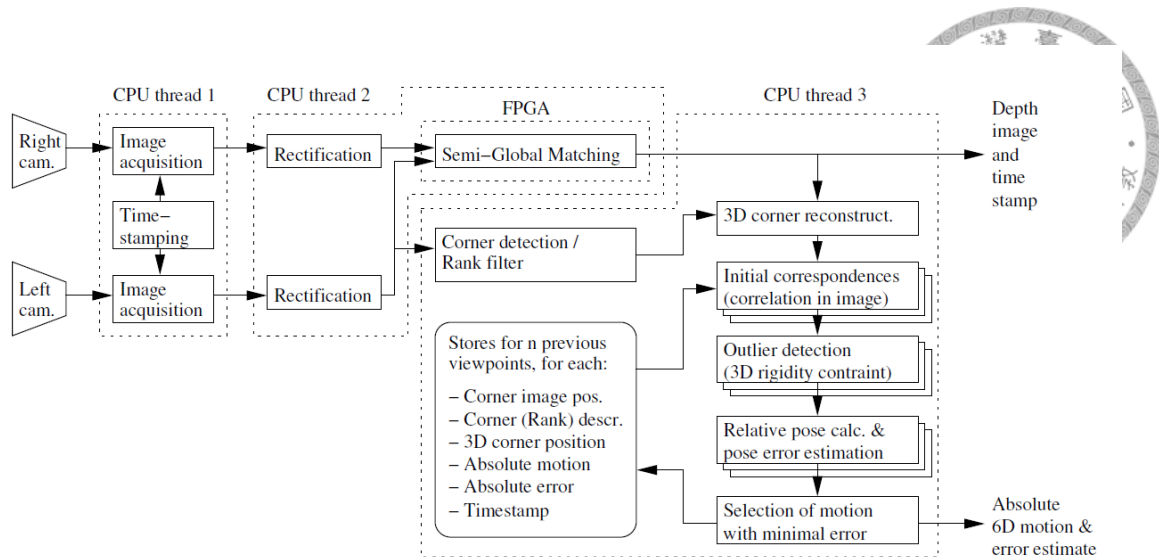 CPU thread 1
CPU thread 2
FPGA
CPU thread 3
Right
cam.
Image
acquisition
Rectification
Semi-Global Matching
Depth
image
and
time
stamp
Time-
stamping
3D corner reconstruct.
Corner detection /
Rank filter
Left
cam.
Image
acquisition
Rectification
Initial correspondences
(correlation in image)
Stores for n previous
viewpoints, for each:
– Corner image pos.
– Corner (Rank) descr.
– 3D corner position
– Absolute motion
– Absolute error
– Timestamp
Outlier detection
(3D rigidity contraint)
Relative pose calc. &
pose error estimation
Selection of motion
with minimal error
Absolute
6D motion &
error estimate